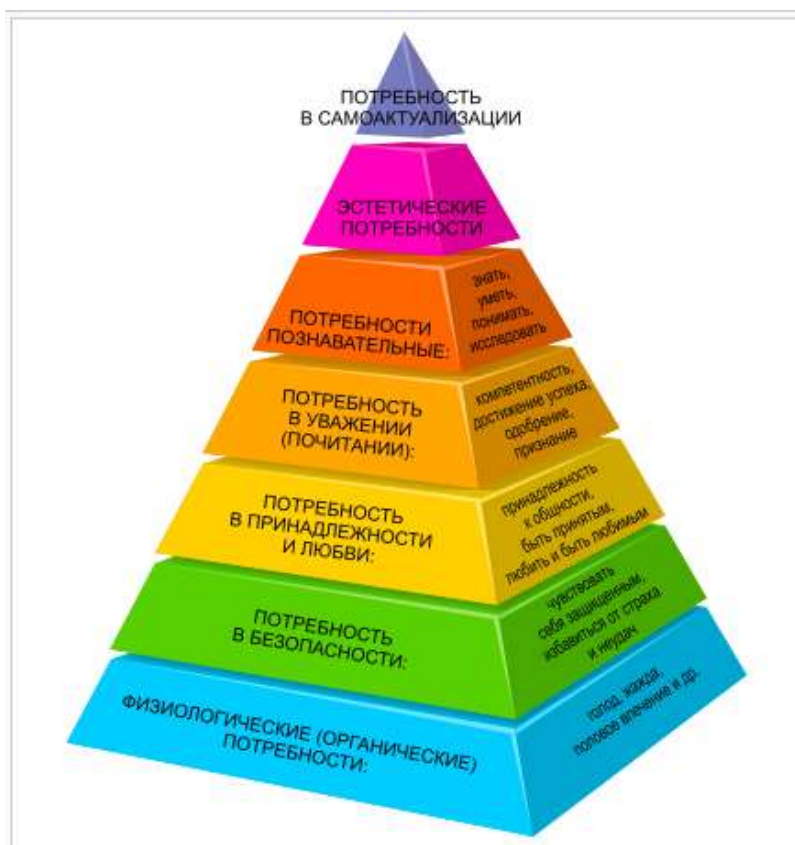 ПОТРЕБНОСТЬ
В САМОАКТУАЛИЗАЦИИ
ЭСТЕТИЧЕСКИЕ
ПОТРЕБНОСТИ
ПОТРЕБНОСТИ
ПОЗНАВАТЕЛЬНЫЕ:
знать,
уметь,
понимать,
исследовать
ПОТРЕБНОСТЬ
В УВАЖЕНИИ
(ПОЧИТАНИИ):
компетентность,
достижение успеха,
одобрение,
признание
ПОТРЕБНОСТЬ
В ПРИНАДЛЕЖНОСТИ
И ЛЮБВИ:
принадлежность
к общности,
быть принятым,
любить и быть любимым
ПОТРЕБНОСТЬ
В БЕЗОПАСНОСТИ:
чувствовать
себя защищенным,
избавиться от страха
и неудач
ФИЗИОЛОГИЧЕСКИЕ (ОРГАНИЧЕСКИЕ)
ПОТРЕБНОСТИ:
голод, жажда,
половое влечение и др.